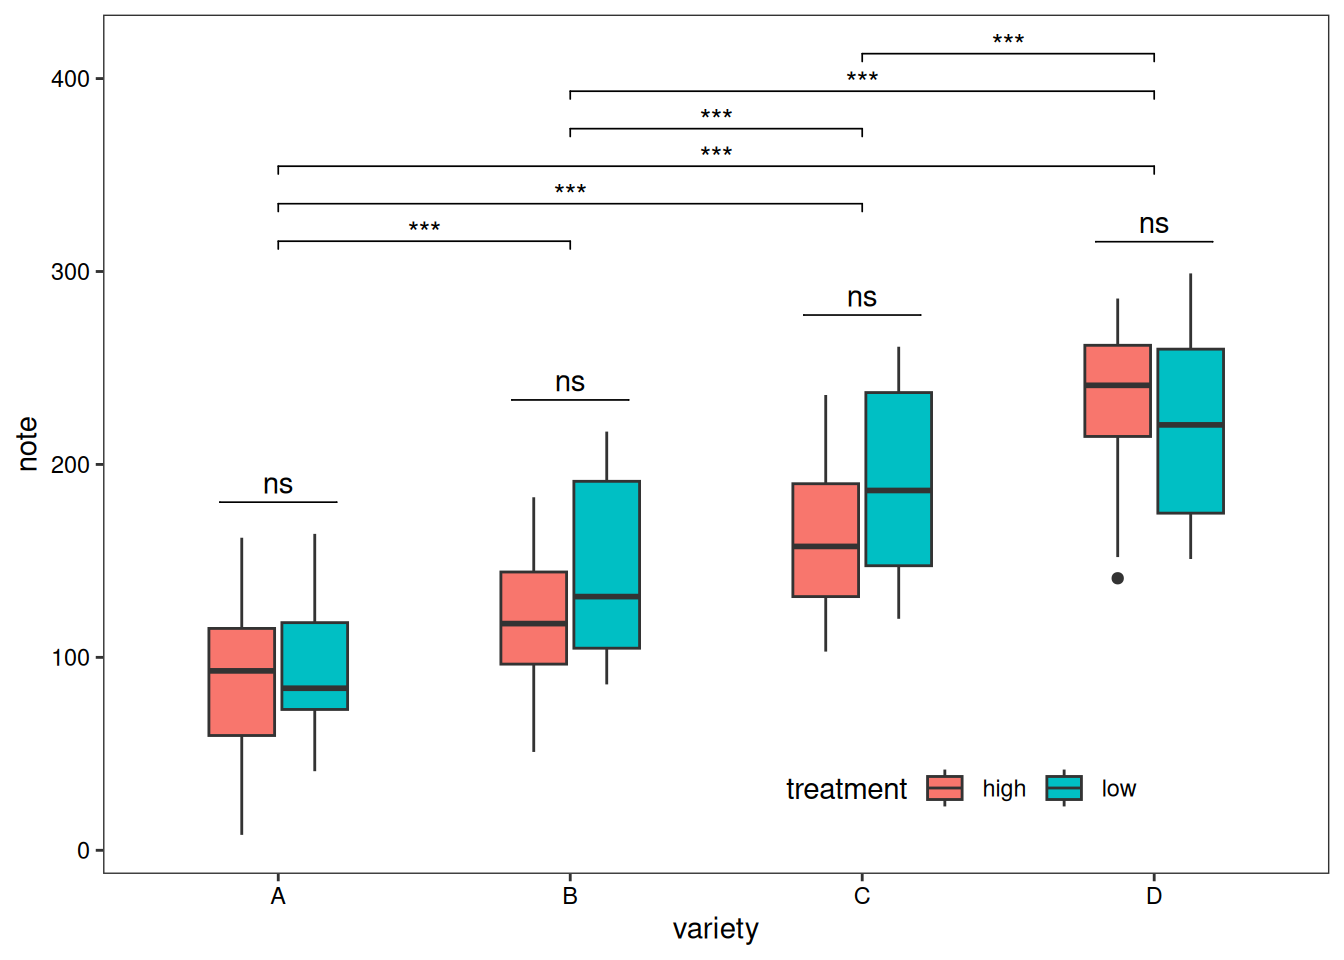 ***
400
***
***
***
***
ns
***
300
ns
ns
note
200
ns
100
treatment high low
0
A B C D
variety